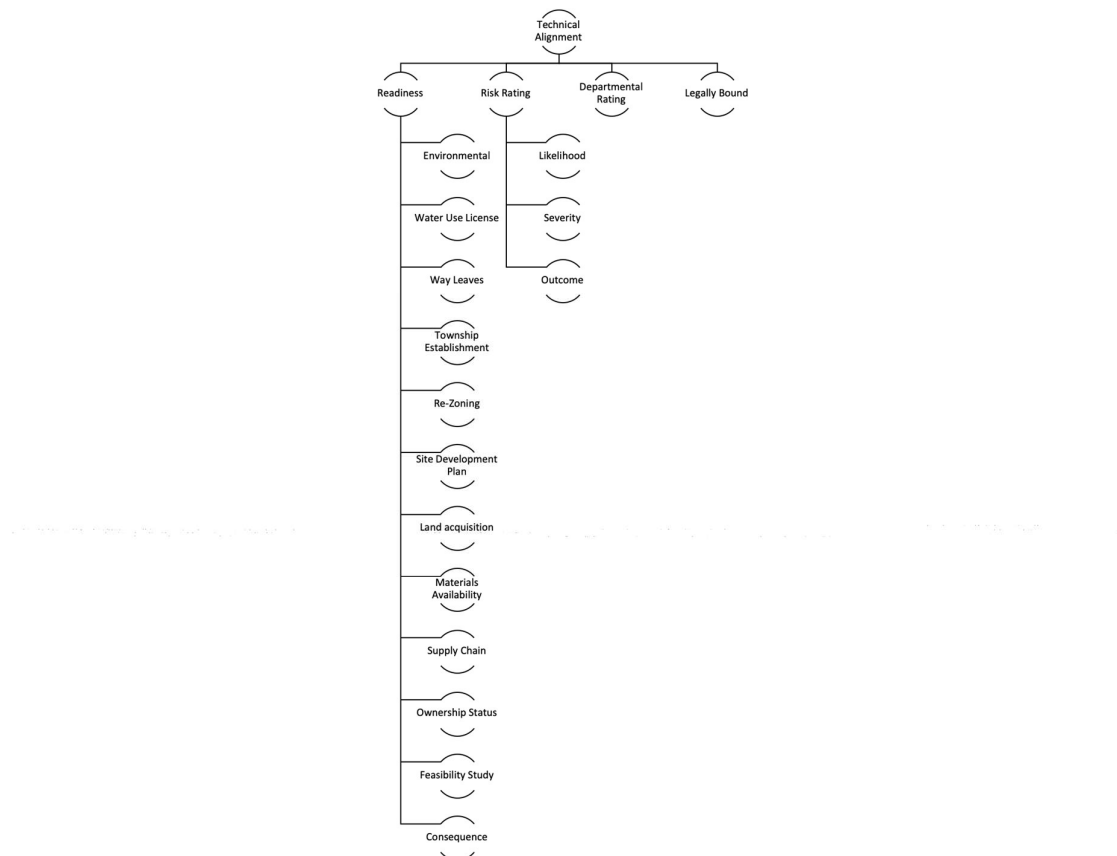 Technical
Alignment
Readiness
Risk Rating
Departmental
Rating
Legally Bound
Environmental
Water Use License
Way Leaves
Township
Establishment
Re-Zoning
Site Development
Plan
Land acquisition
Materials
Availability
Supply Chain
Ownership Status
Feasibility Study
Consequence
Likelihood
Severity
Outcome